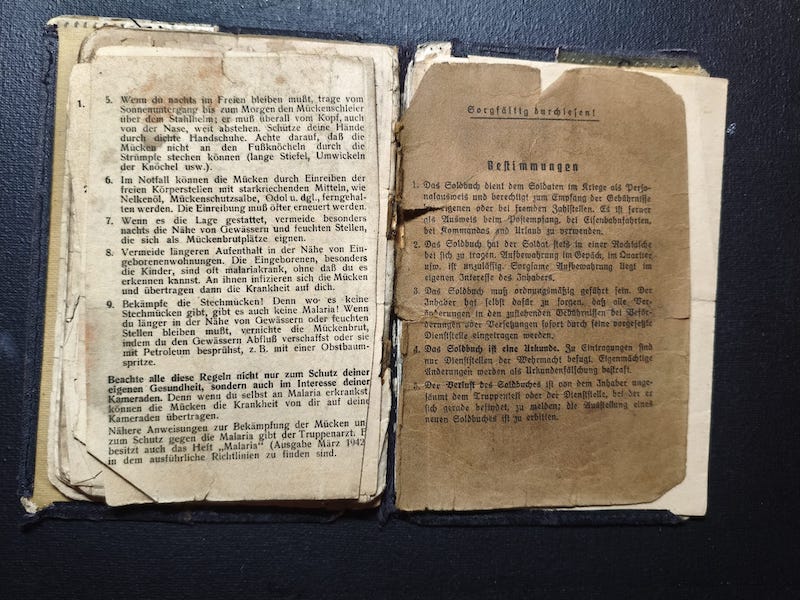 1.
5. Wenn du nachts im Freien bleiben mußt, trage vom
Sonnenuntergang bis zum Morgen den Mückenschleier
über dem Stahlhelm; er muß überall vom Kopf, auch
von der Nase, weit abstehen. Schütze deine Hände
durch dichte Handschuhe. Achte darauf, daß die
Mücken nicht an den Fußknöcheln durch die
Strümpfe stechen können (lange Stiefel, Umwickeln
der Knöchel usw.).
6. Im Notfall können die Mücken durch Einreiben der
freien Körperstellen mit starkriechenden Mitteln, wie
Nelkenöl, Mückenschutzsalbe, Odol u. dgl., ferngehal-
ten werden. Die Einreibung muß öfter erneuert werden.
7. Wenn es die Lage gestattet, vermeide besonders
nachts die Nähe von Gewässern und feuchten Stellen,
die sich als Mückenbrutplätze eignen.
8. Vermeide längeren Aufenthalt in der Nähe von Ein-
geborenenwohnungen. Die Eingeborenen, besonders
die Kinder, sind oft malariakrank, ohne daß du es
erkennen kannst. An ihnen infizieren sich die Mücken
und übertragen dann die Krankheit auf dich.
9. Bekämpfe die Stechmücken! Denn wo es keine
Stechmücken gibt, gibt es auch keine Malaria! Wenn
du länger in der Nähe von Gewässern oder feuchten
Stellen bleiben mußt, vernichte die Mückenbrut,
indem du den Gewässern Abfluß verschaffst oder sie
mit Petroleum besprühst, z. B. mit einer Obstbaum-
spritze.
Beachte alle diese Regeln nicht nur zum Schutz deiner
eigenen Gesundheit, sondern auch im Interesse deiner
Kameraden. Denn wenn du selbst an Malaria erkrankst
können die Mücken die Krankheit von dir auf deine
Kameraden übertragen.
Nähere Anweisungen zur Bekämpfung der Mücken un
zum Schutz gegen die Malaria gibt der Truppenarzt. E
besitzt auch das Heft „Malaria“ (Ausgabe März 1942
in dem ausführliche Richtlinien zu finden sind.
Sorgfältig durchlesen!
Bestimmungen
1. Das Soldbuch dient dem Soldaten im Kriege als Perso-
nalausweis und berechtigt zum Empfang der Gebührnisse
eigenen oder bei fremden Zahlstellen. Es ist ferner
als Ausweis beim Postempfang, bei Eisenbahnfahrten,
bei Kommandos und Urlaub zu verwenden.
2. Das Soldbuch hat der Soldat stets in einer Rocktasche
bei sich zu tragen. Aufbewahrung im Gepäck, im Quartier
usw. ist unzulässig. Sorgsame Aufbewahrung liegt im
eigenen Interesse des Inhabers.
3. Das Soldbuch muß ordnungsmäßig geführt sein. Der
Inhaber hat selbst dafür zu sorgen, daß alle Ver-
änderungen in den zustehenden Gebührnissen bei Beför-
derungen oder Versetzungen sofort durch seine vorgesetzte
Dienststelle eingetragen werden.
4. Das Soldbuch ist eine Urkunde. Zu Eintragungen sind
nur Dienststellen der Wehrmacht befugt. Eigenmächtige
Änderungen werden als Urkundenfälschung bestraft.
5. Der Verlust des Soldbuches ist von dem Inhaber unge-
säumt dem Truppenteil oder der Dienststelle, bei der er
sich gerade befindet, zu melden; die Ausstellung eines
neuen Soldbuches ist zu erbitten.